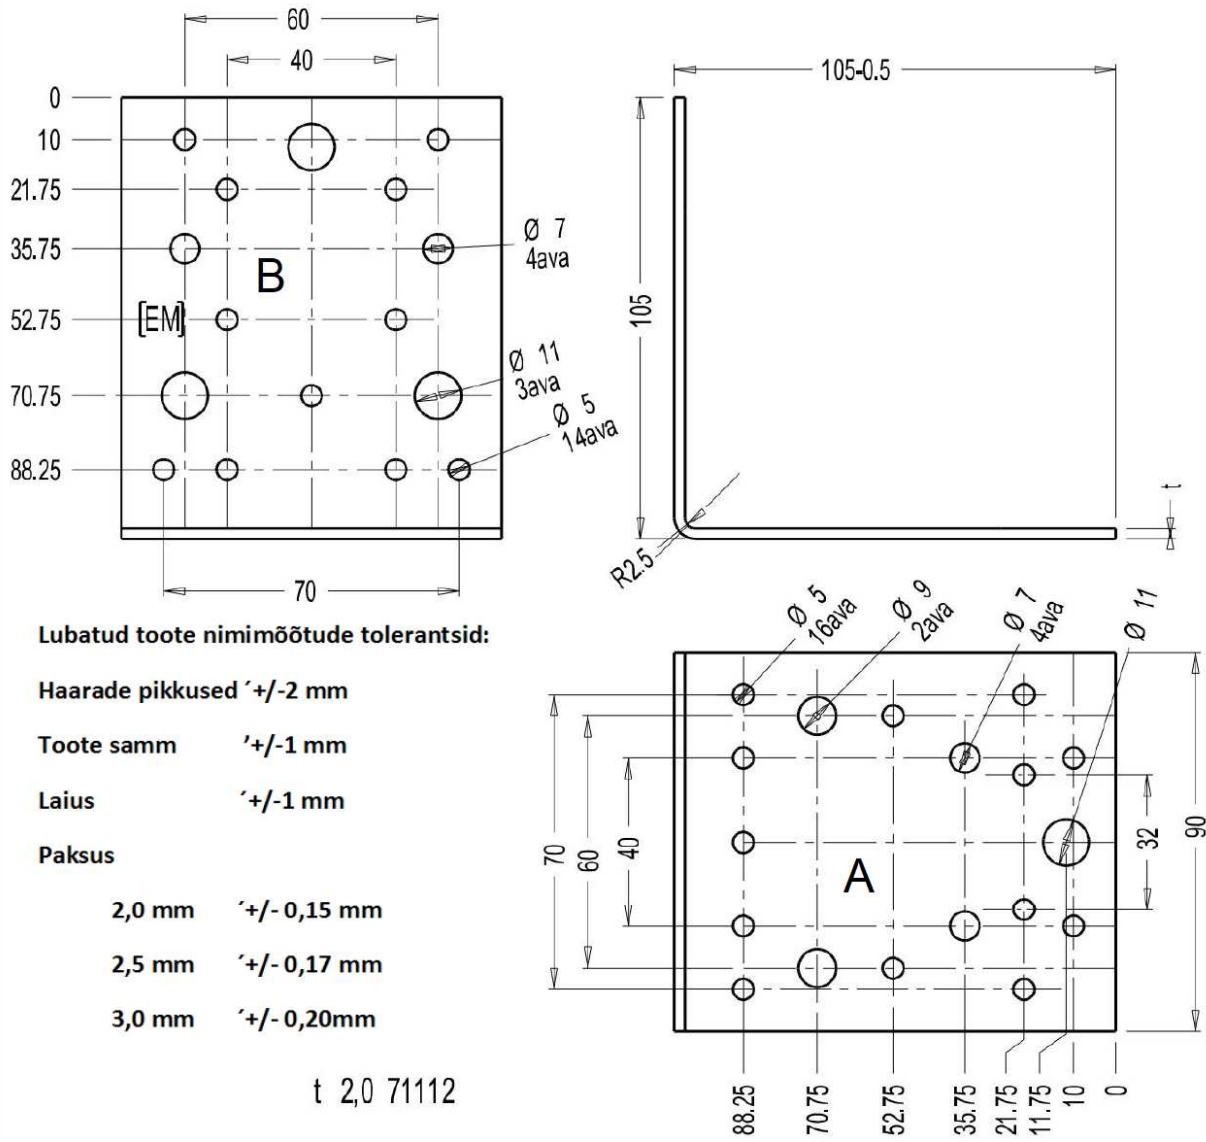 60
40
0
10
21.75
35.75
52.75
70.75
88.25
B
[EM]
Ø 7
4ava
Ø 11
3ava
Ø 5
14ava
70
105-0.5
105
R2.5
t
Lubatud toote nimimõõtude tolerantsid:
Haarade pikkused ´+/-2 mm
Toote samm ’+/-1 mm
Laius ´+/-1 mm
Paksus
2,0 mm ´+/- 0,15 mm
2,5 mm ´+/- 0,17 mm
3,0 mm ´+/- 0,20mm
t 2,0 71112
Ø 5
16ava
Ø 9
2ava
Ø 7
4ava
Ø 11
70
60
40
A
32
90
88.25
70.75
52.75
35.75
21.75
11.75
10
0